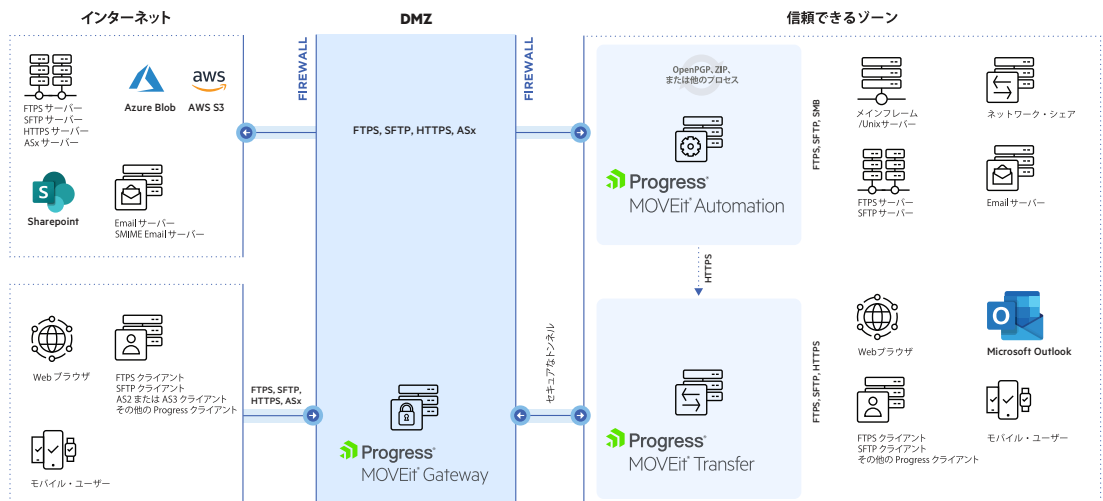 インターネット
DMZ
信頼できるゾーン
FIREWALL
FIREWALL
FTPS サーバー
SFTP サーバー
HTTPS サーバー
ASx サーバー
Azure Blob
aws
AWS S3
S
Sharepoint
Email サーバー
SMIME Email サーバー
FTPS, SFTP, HTTPS, ASx
OpenPGP、ZIP、
または他のプロセス
Progress®
MOVEit® Automation
FTPS, SFTP, SMB
メインフレーム
/Unixサーバー
ネットワーク・シェア
FTPS サーバー
SFTP サーバー
Email サーバー
HTTPS
Web ブラウザ
FTPS クライアント
SFTP クライアント
AS2 または AS3 クライアント
その他の Progress クライアント
モバイル・ユーザー
FTPS, SFTP,
HTTPS, ASx
Progress®
MOVEit® Gateway
セキュアなトンネル
Progress®
MOVEit® Transfer
FTPS, SFTP, HTTPS
Webブラウザ
O
Microsoft Outlook
FTPS クライアント
SFTP クライアント
その他の Progress クライアント
モバイル・ユーザー